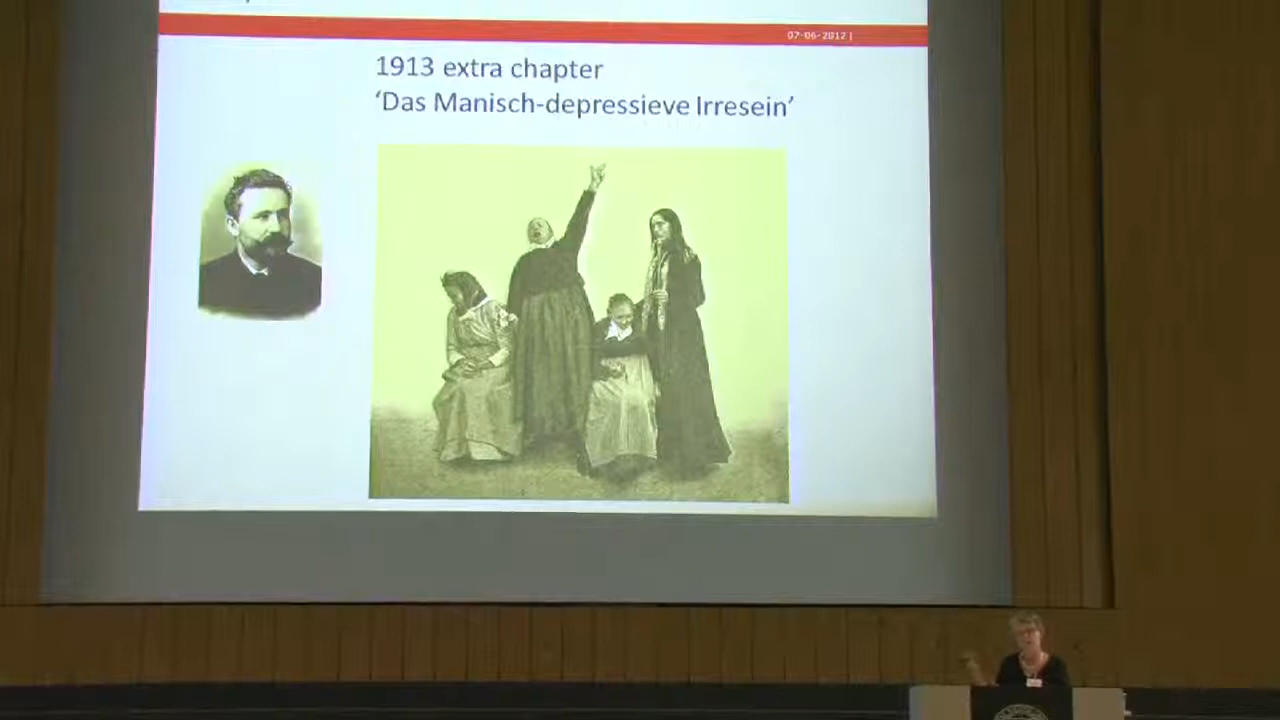 07-06-2012 |
1913 extra chapter
‘Das Manisch-depressieve Irresein’